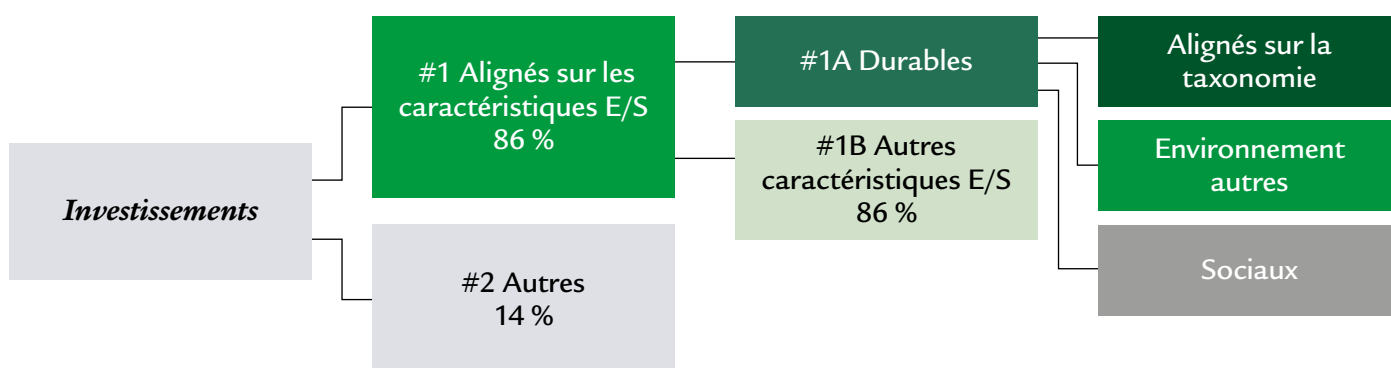 Investissements
#1 Alignés sur les
caractéristiques E/S
86 %
#2 Autres
14 %
#1A Durables
#1B Autres
caractéristiques E/S
86 %
Alignés sur la
taxonomie
Environnement
autres
Sociaux